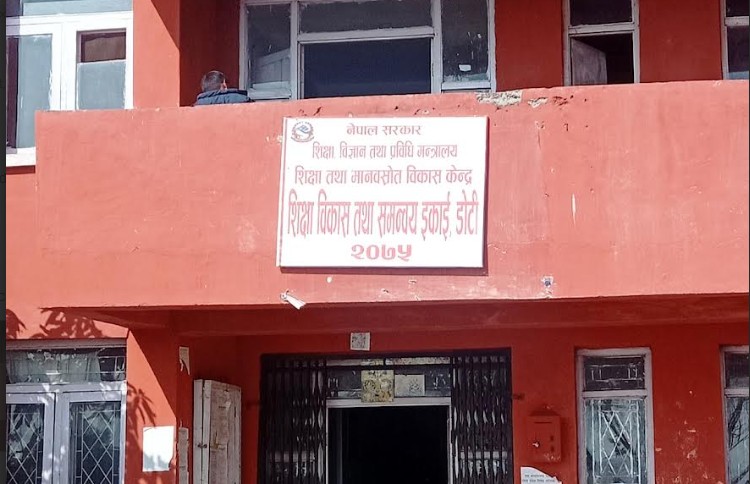 नेपाल सरकार
शिक्षा, विज्ञान तथा प्रविधि मन्त्रालय
शिक्षा तथा मानवस्रोत विकास केन्द्र
शिक्षा विकास तथा समन्वय इकाई, डोटी
२०७५